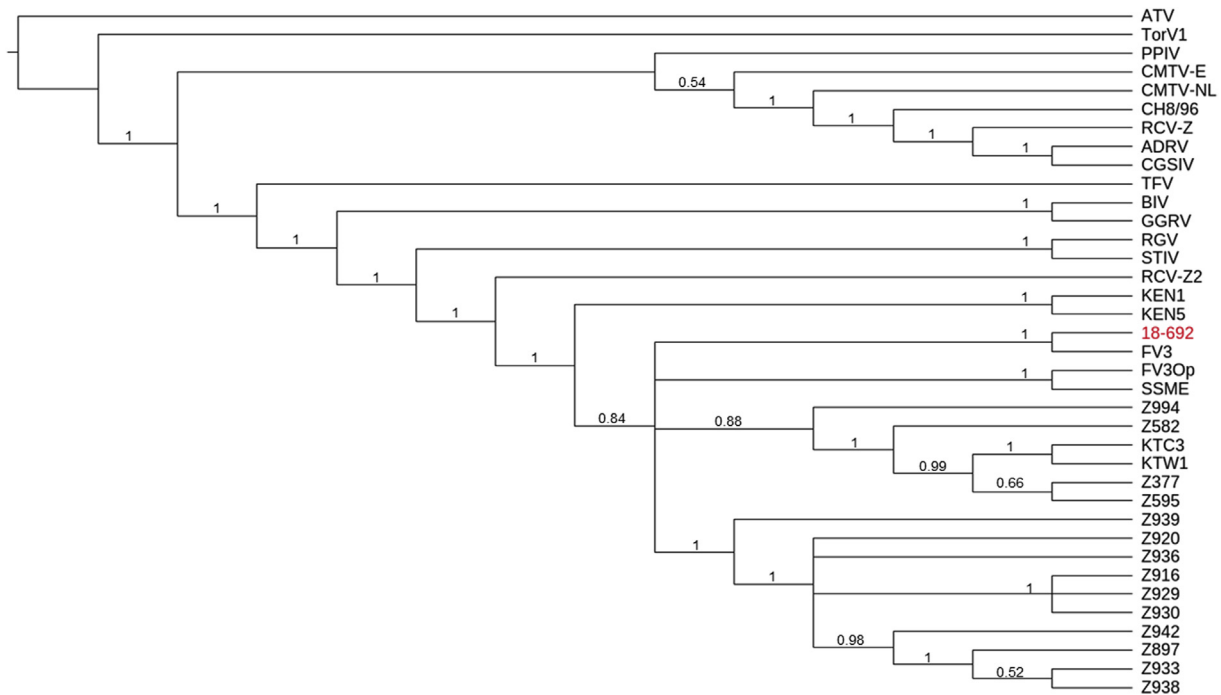 ATV
TorV1
PPIV
CMTV-E
0.54
CMTV-NL
1
CH8/96
1
RCV-Z
1
1
ADRV
1
CGSIV
TFV
1
BIV
1
GGRV
1
RGV
1
STIV
1
RCV-Z2
1
KEN1
1
KEN5
1
18-692
1
FV3
1
FV3Op
SSME
Z994
0.84
0.88
Z582
1
KTC3
1
KTW1
0.99
Z377
0.66
Z595
Z939
Z920
1
Z936
Z916
1
1
Z929
Z930
Z942
0.98
Z897
1
Z933
0.52
Z938